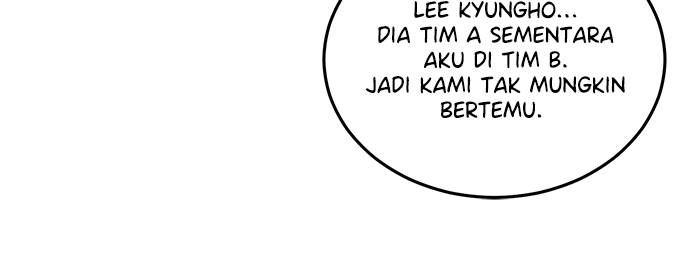 LEE KYUNGHO...
DIA TIM A SEMENTARA
AKU DI TIM B.
JADI KAMI TAK MUNGKIN
BERTEMU.